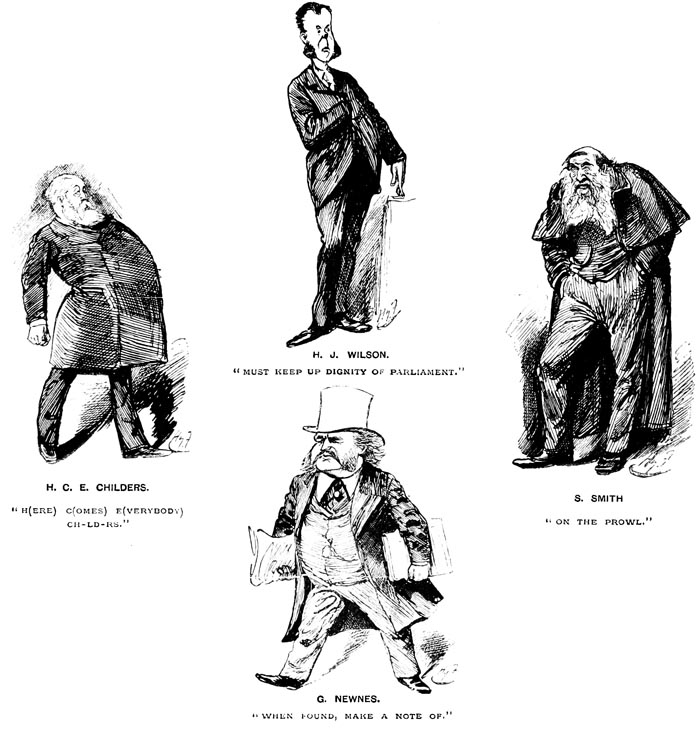 H. J. WILSON.
“MUST KEEP UP DIGNITY OF PARLIAMENT.”
H. C. E. CHILDERS.
“H(ERE) C(OMES) E(VERYBODY)
CH-LD-RS.”
S. SMITH
“ON THE PROWL.”
G. NEWNES.
“WHEN FOUND, MAKE A NOTE OF.”